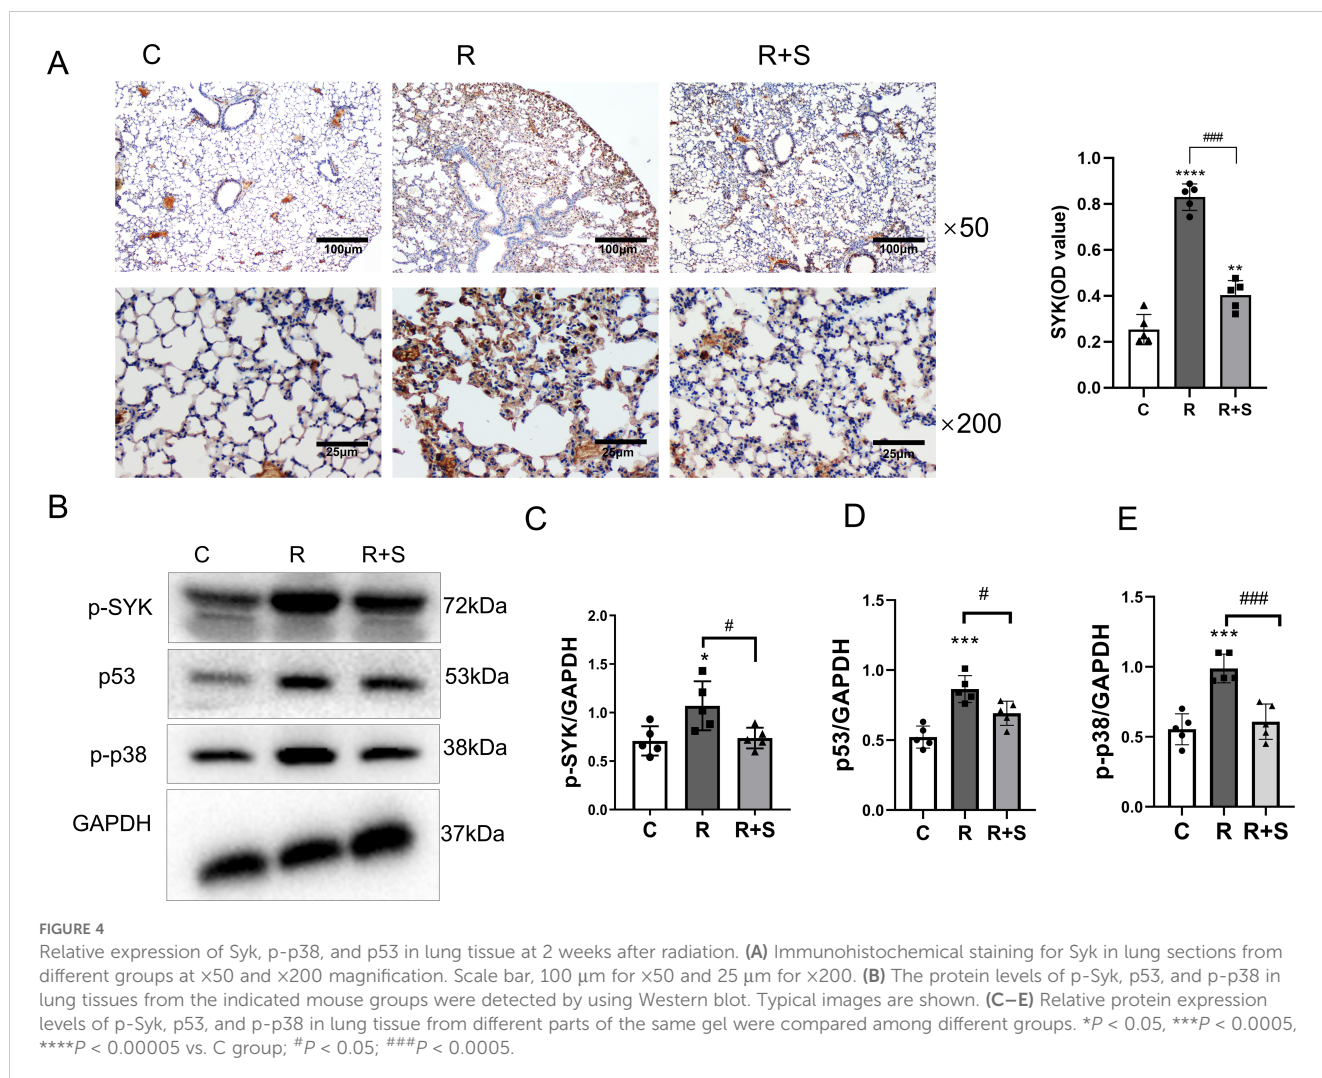 A
C
R
R+S
100μm
100μm
100μm
×50
25μm
25μm
25μm
×200
SYK(OD value)
1.0
0.8
0.6
0.4
0.2
0.0
****
**
###
C
R
R+S
B
C
R
R+S
p-SYK
72kDa
p53
53kDa
p-p38
38kDa
GAPDH
37kDa
C
p-SYK/GAPDH
2.0
1.5
1.0
0.5
0.0
*
#
C
R
R+S
D
p53/GAPDH
1.5
1.0
0.5
0.0
***
#
C
R
R+S
E
p-p38/GAPDH
1.5
1.0
0.5
0.0
***
###
C
R
R+S
FIGURE 4
Relative expression of Syk, p-p38, and p53 in lung tissue at 2 weeks after radiation. (A) Immunohistochemical staining for Syk in lung sections from
different groups at ×50 and ×200 magnification. Scale bar, 100 μm for ×50 and 25 μm for ×200. (B) The protein levels of p-Syk, p53, and p-p38 in
lung tissues from the indicated mouse groups were detected by using Western blot. Typical images are shown. (C–E) Relative protein expression
levels of p-Syk, p53, and p-p38 in lung tissue from different parts of the same gel were compared among different groups. *P < 0.05, ***P < 0.0005,
****P < 0.00005 vs. C group; #P < 0.05; ###P < 0.0005.